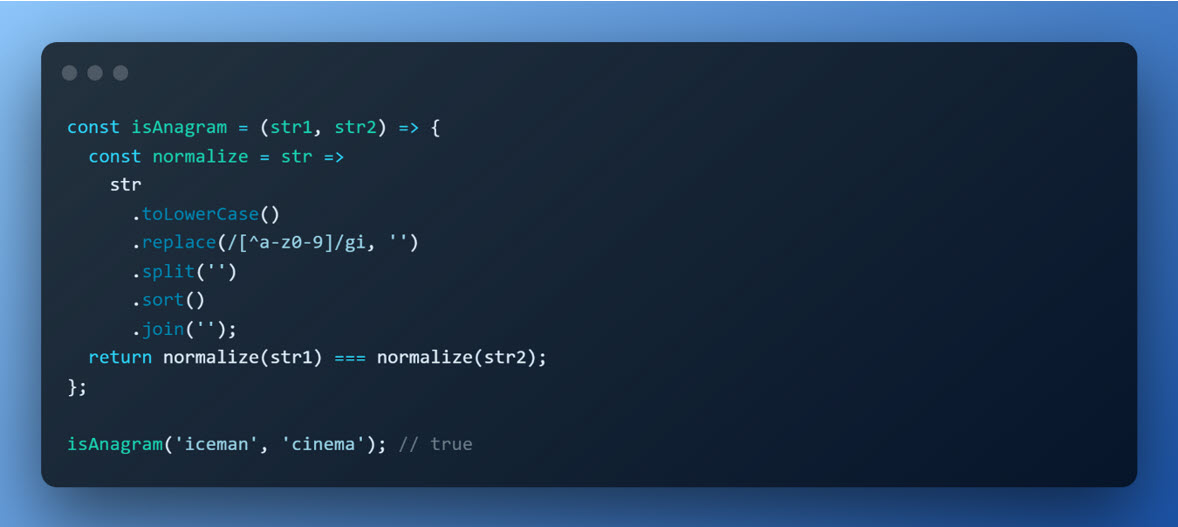 const isAnagram = (str1, str2) => {
  const normalize = str =>
    str
      .toLowerCase()
      .replace(/[^a-z0-9]/gi, '')
      .split('')
      .sort()
      .join('');
  return normalize(str1) === normalize(str2);
};

isAnagram('iceman', 'cinema'); // true